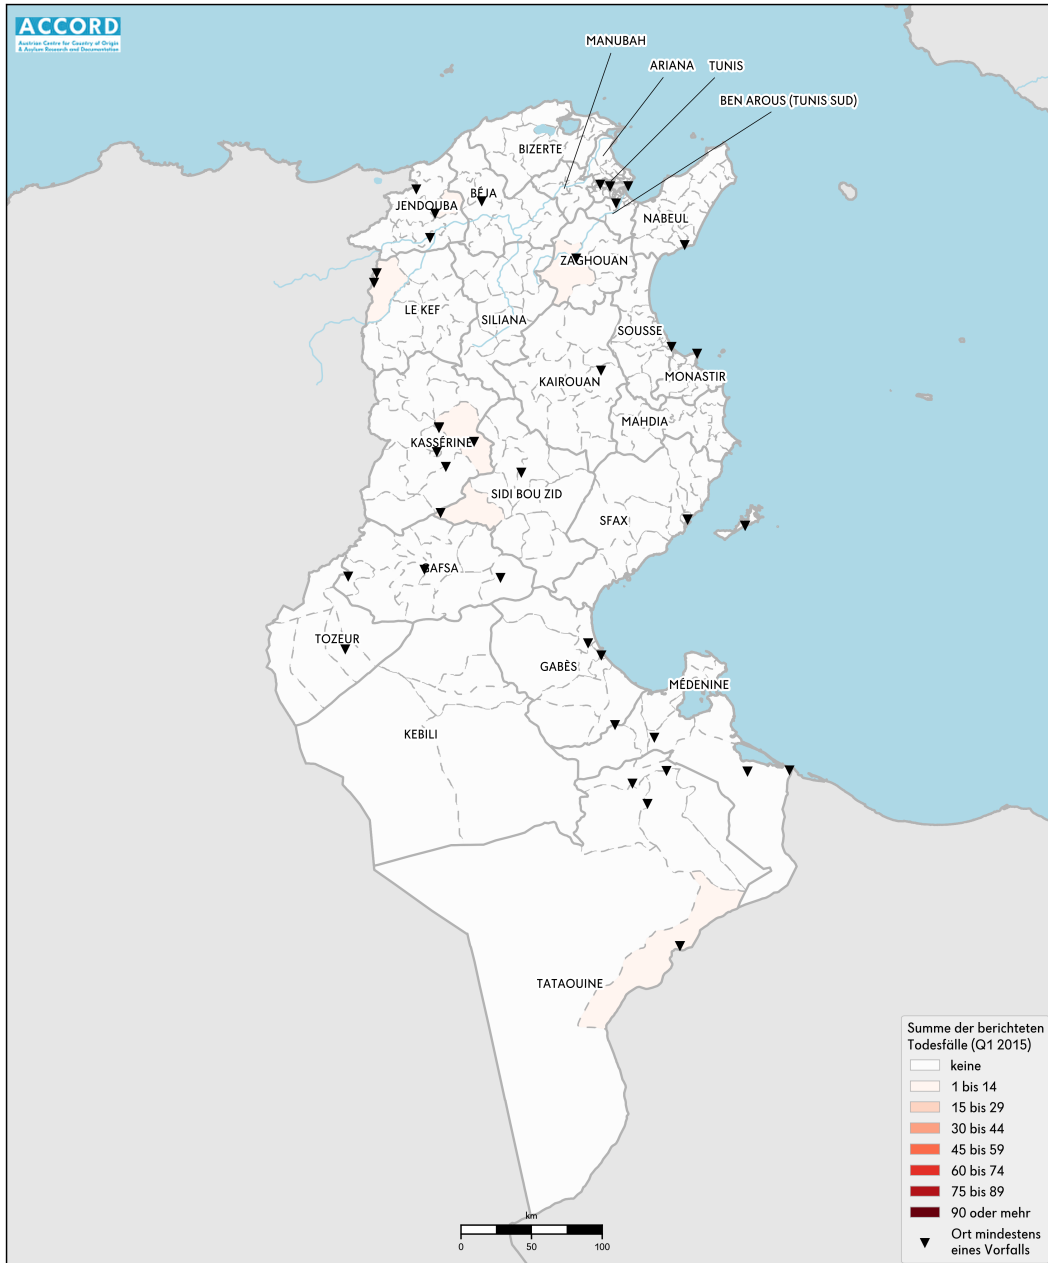 ACCORD
Austrian Centre for Country of Origin
& Asylum Research and Documentation
MANUBAH
ARIANA
TUNIS
BEN AROUS (TUNIS SUD)
BIZERTE
BÉJA
JENDOUBA
NABEUL
ZAGHOUAN
LE KEF
SILIANA
SOUSSE
KAIROUAN
MONASTIR
MAHDIA
KASSÉRINE
SIDI BOU ZID
SFAX
GAFSA
TOZEUR
GABÈS
MÉDENINE
KEBILI
TATAOUINE
Summe der berichteten
Todesfälle (Q1 2015)
keine
1 bis 14
15 bis 29
30 bis 44
45 bis 59
60 bis 74
75 bis 89
90 oder mehr
Ort mindestens
eines Vorfalls
km
0 50 100